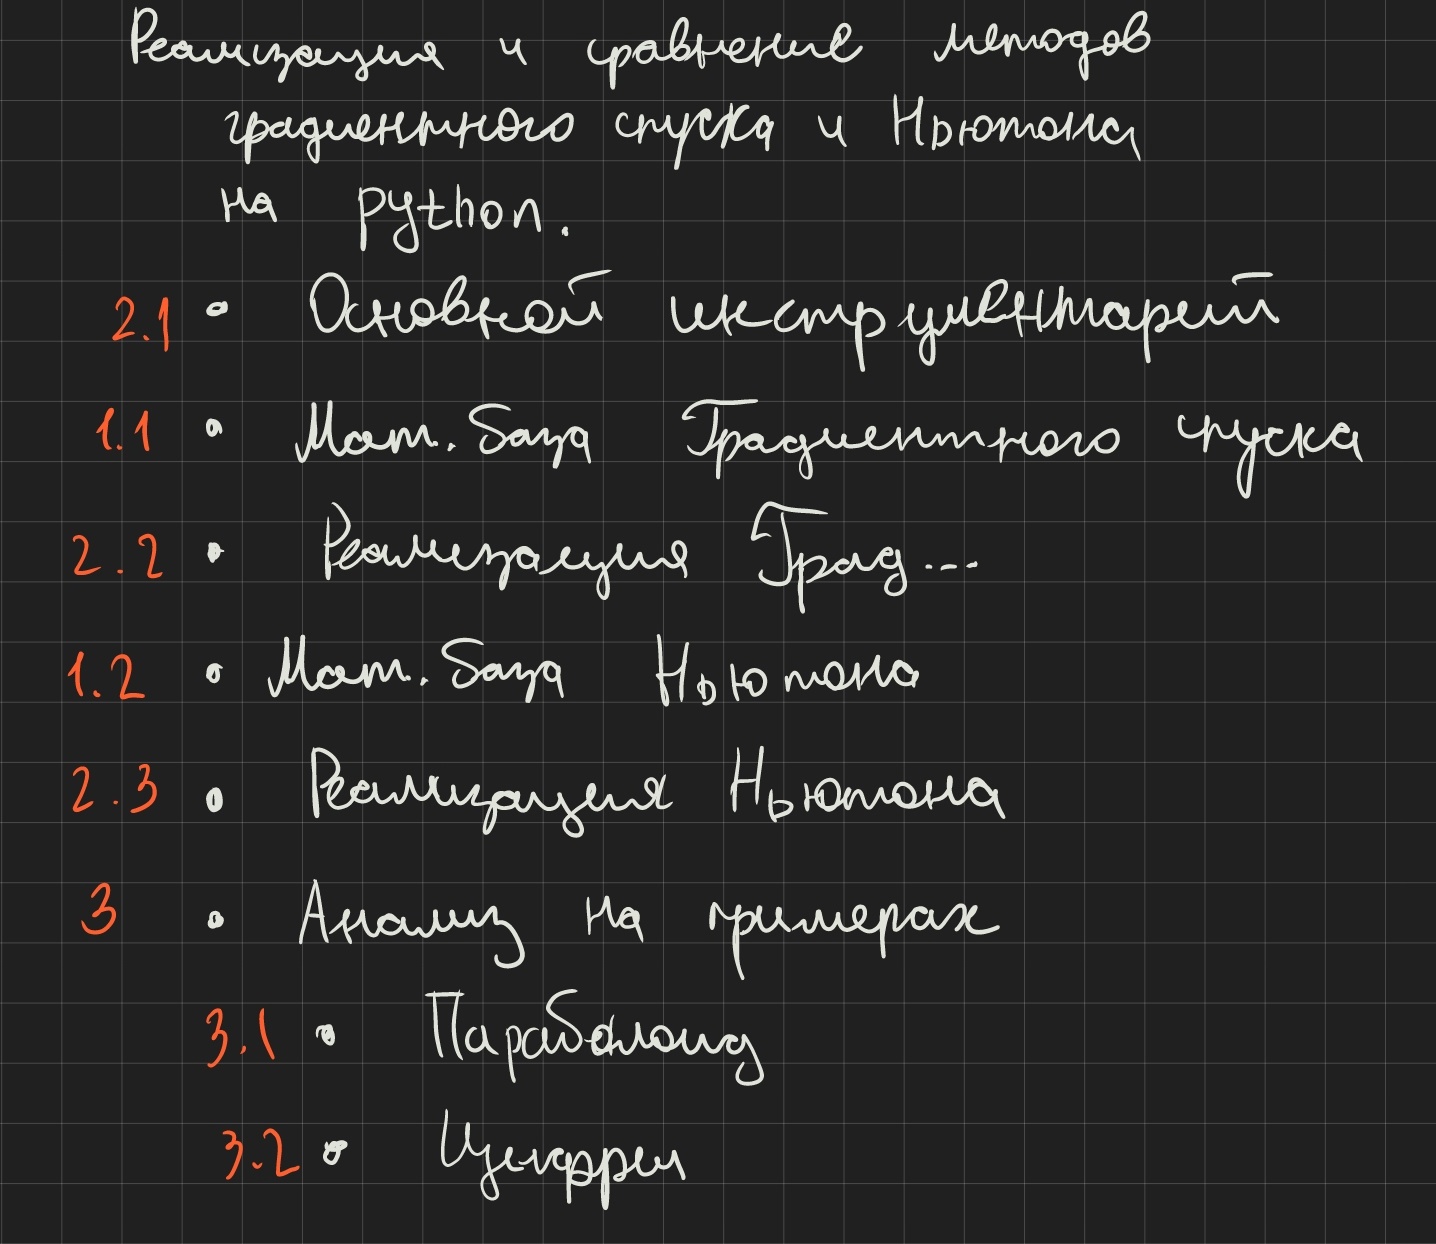 Реализация и сравнение методов
градиентного спуска и Ньютона
на python.
2.1 • Основной инструментарий
1.1 • Мат. база Градиентного спуска
2.2 • Реализация Град...
1.2 • Мат. база Ньютона
2.3 • Реализация Ньютона
3 • Анализ на примерах
3.1 • Параболоид
3.2 • Циферри